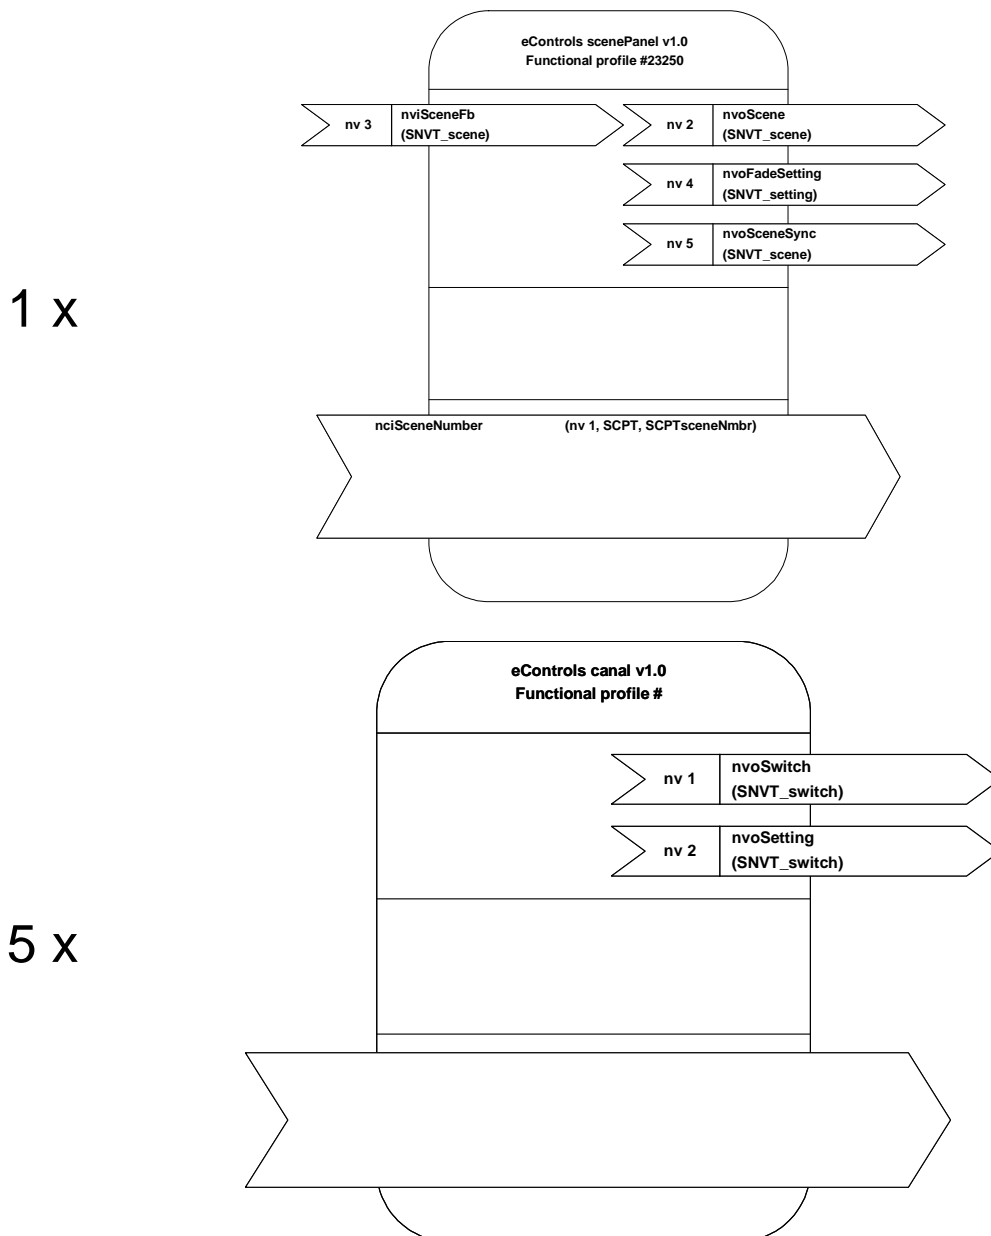 eControls scenePanel v1.0
Functional profile #23250
nv 3
nviSceneFb
(SNVT_scene)
nv 2
nvoScene
(SNVT_scene)
nv 4
nvoFadeSetting
(SNVT_setting)
nv 5
nvoSceneSync
(SNVT_scene)
1 x
nciSceneNumber (nv 1, SCPT, SCPTsceneNmbr)
eControls canal v1.0
Functional profile #
nv 1
nvoSwitch
(SNVT_switch)
nv 2
nvoSetting
(SNVT_switch)
5 x